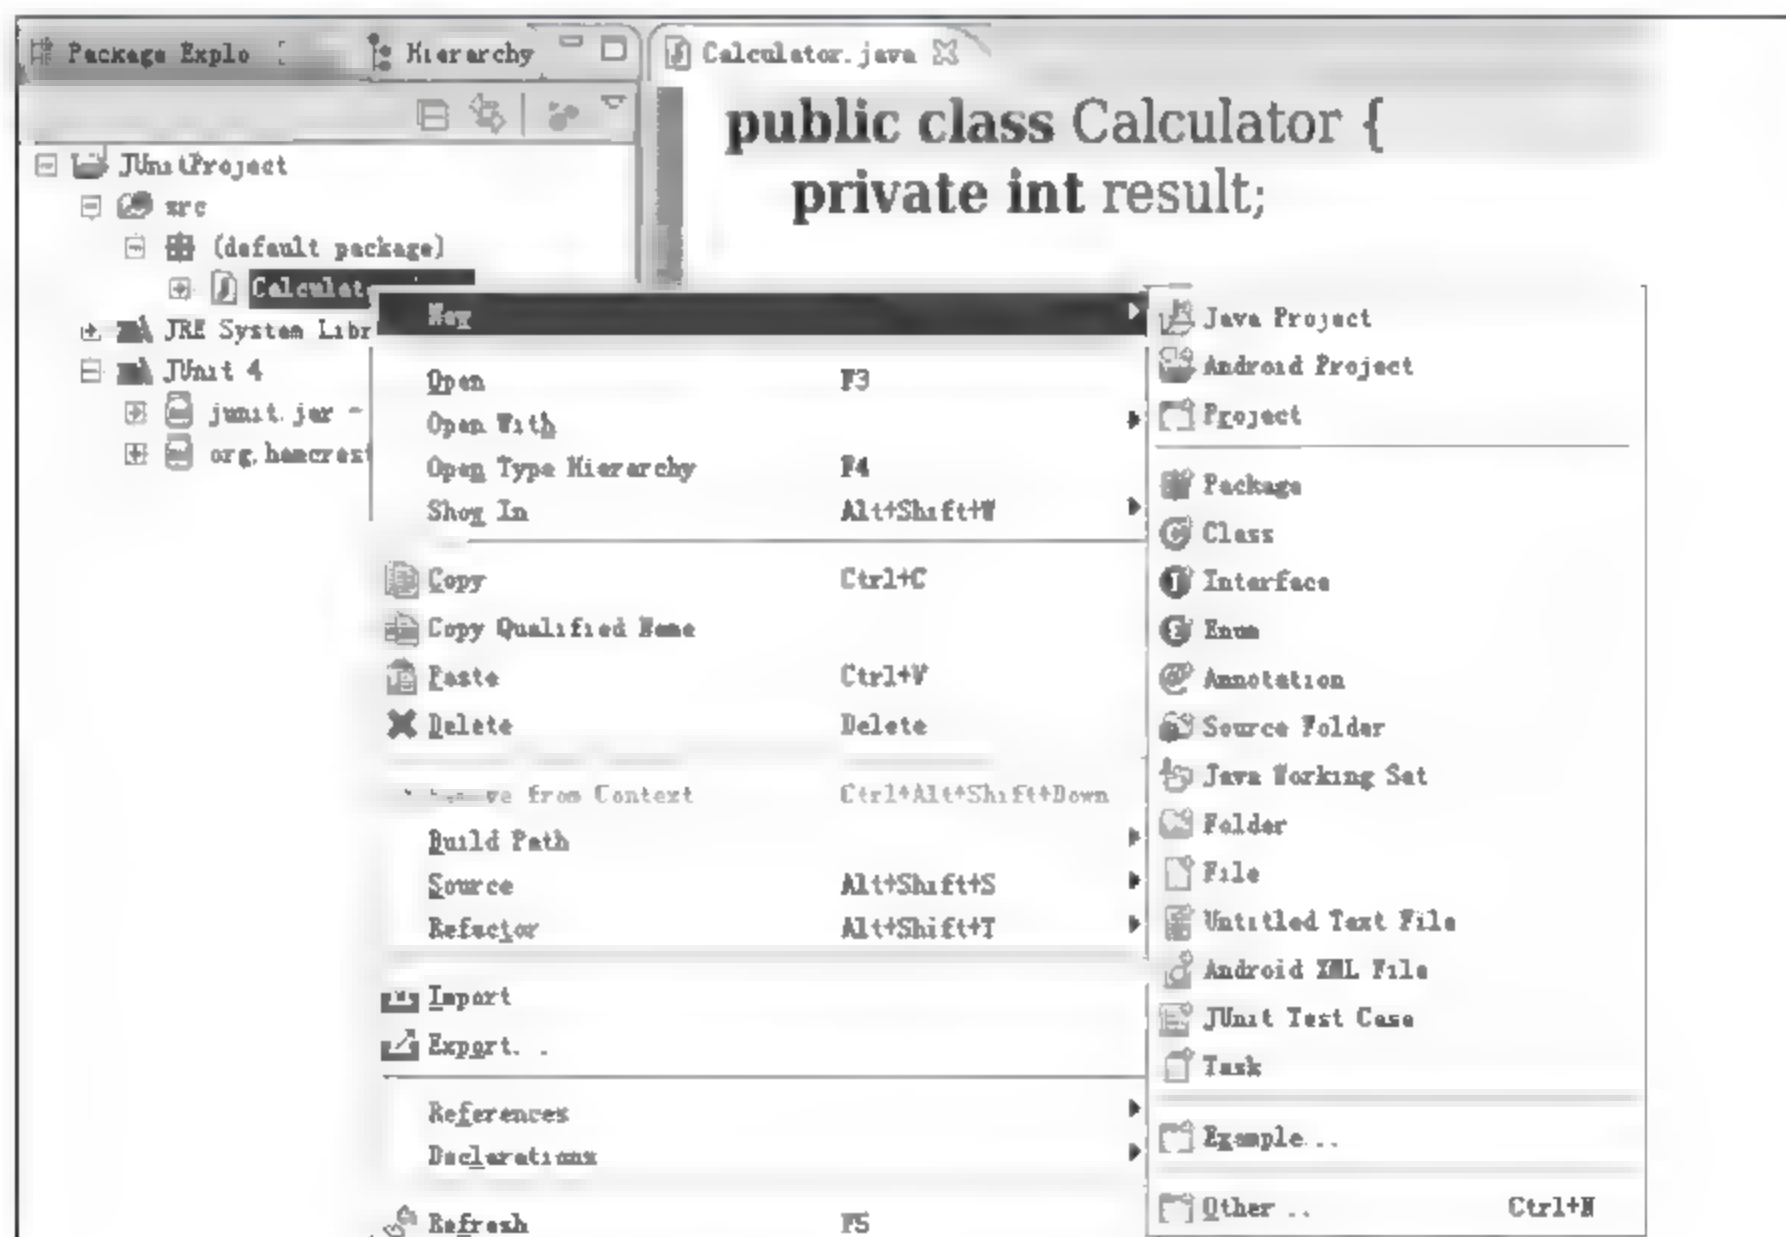 Package Explo
Hierarchy
Calculator.java
public class Calculator {
private int result;
JUnitProject
src
(default package)
Calculat
JRE System Libr
JUnit 4
junit.jar -
org.hamcrest
New
Open F3
Open With
Open Type Hierarchy F4
Show In Alt+Shift+W
Copy Ctrl+C
Copy Qualified Name
Paste Ctrl+V
Delete Delete
ve from Context Ctrl+Alt+Shift+Down
Build Path
Source Alt+Shift+S
Refactor Alt+Shift+T
Import
Export. .
References
Declarations
Refresh F5
Java Project
Android Project
Project
Package
Class
Interface
Enum
Annotation
Source Folder
Java Working Set
Folder
File
Untitled Text File
Android XML File
JUnit Test Case
Task
Example...
Other .. Ctrl+N